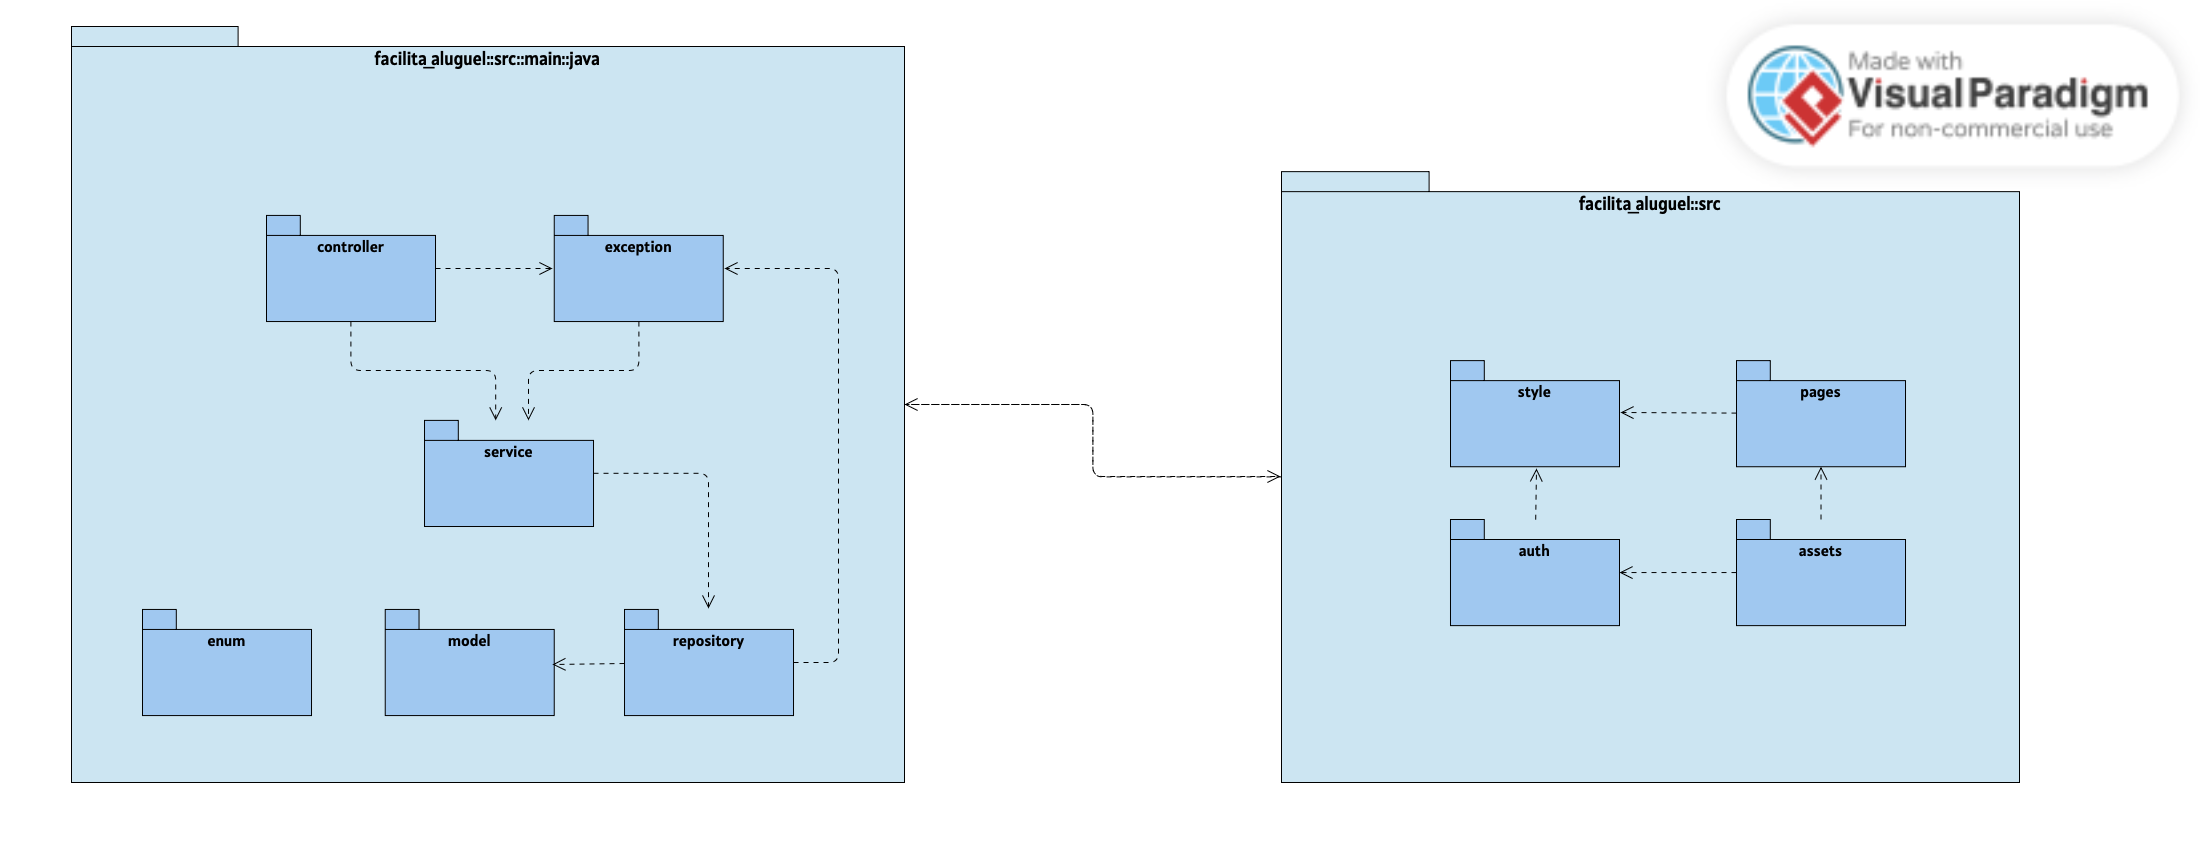 facilita_aluguel::src::main::java
Made with
Visual Paradigm
For non-commercial use
facilita_aluguel::src
controller
exception
style
pages
service
auth
assets
enum
model
repository